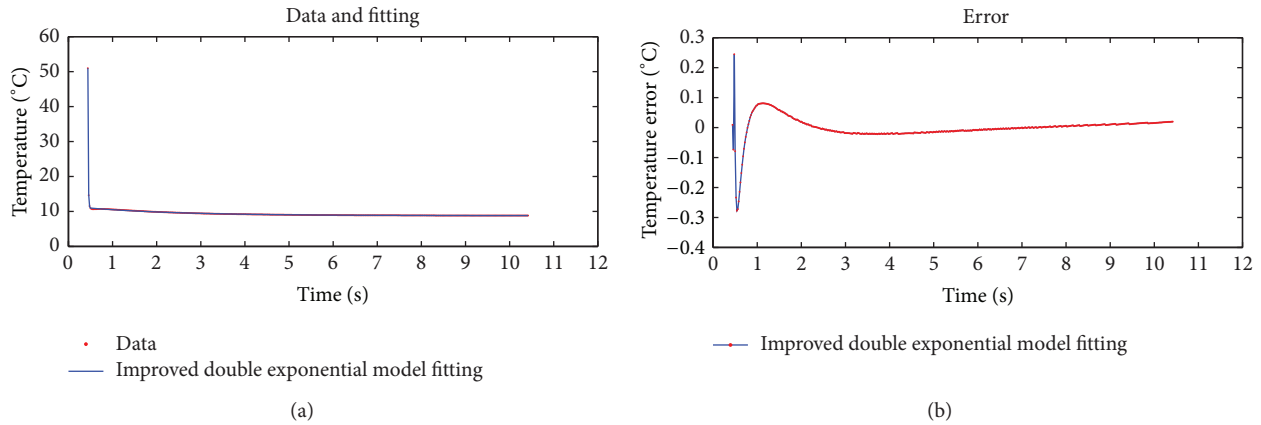 Data and fitting
60
50
40
30
20
10
0
Temperature (°C)
0 1 2 3 4 5 6 7 8 9 10 11 12
Time (s)
Data
Improved double exponential model fitting
(a)
Error
0.3
0.2
0.1
0
−0.1
−0.2
−0.3
−0.4
Temperature error (°C)
0 1 2 3 4 5 6 7 8 9 10 11 12
Time (s)
Improved double exponential model fitting
(b)